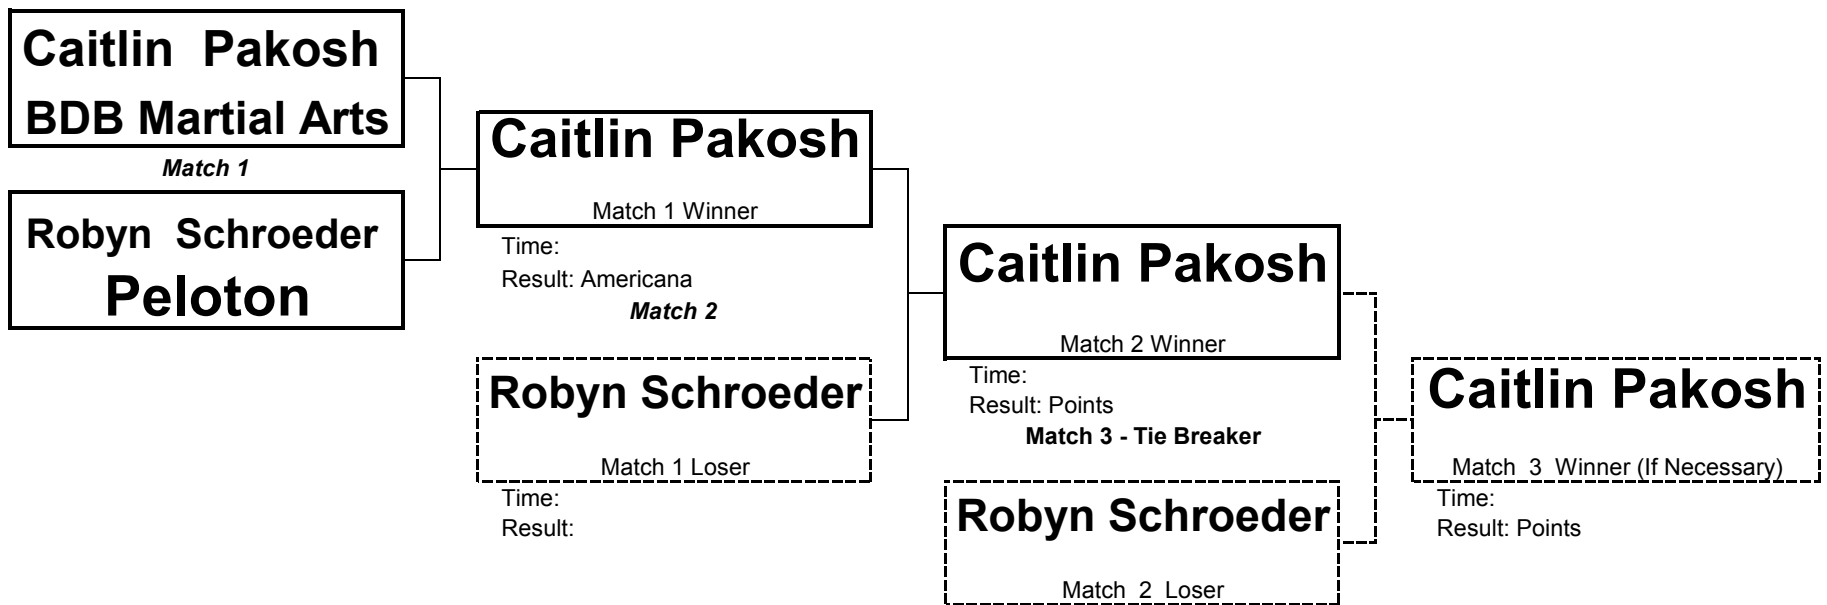 Caitlin Pakosh
BDB Martial Arts
Match 1
Robyn Schroeder
Peloton
Caitlin Pakosh
Match 1 Winner
Time:
Result: Americana
Match 2
Robyn Schroeder
Match 1 Loser
Time:
Result:
Caitlin Pakosh
Match 2 Winner
Time:
Result: Points
Match 3 - Tie Breaker
Robyn Schroeder
Match 2 Loser
Caitlin Pakosh
Match 3 Winner (If Necessary)
Time:
Result: Points